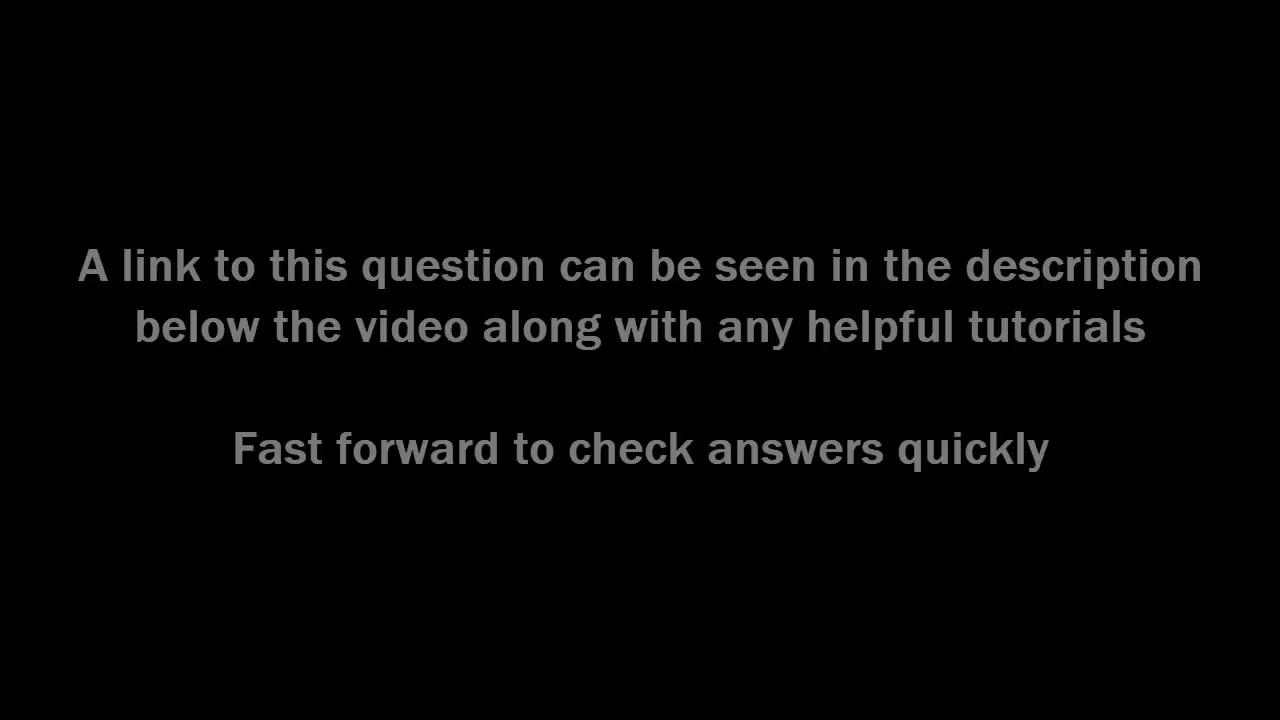 A link to this question can be seen in the description
below the video along with any helpful tutorials
Fast forward to check answers quickly